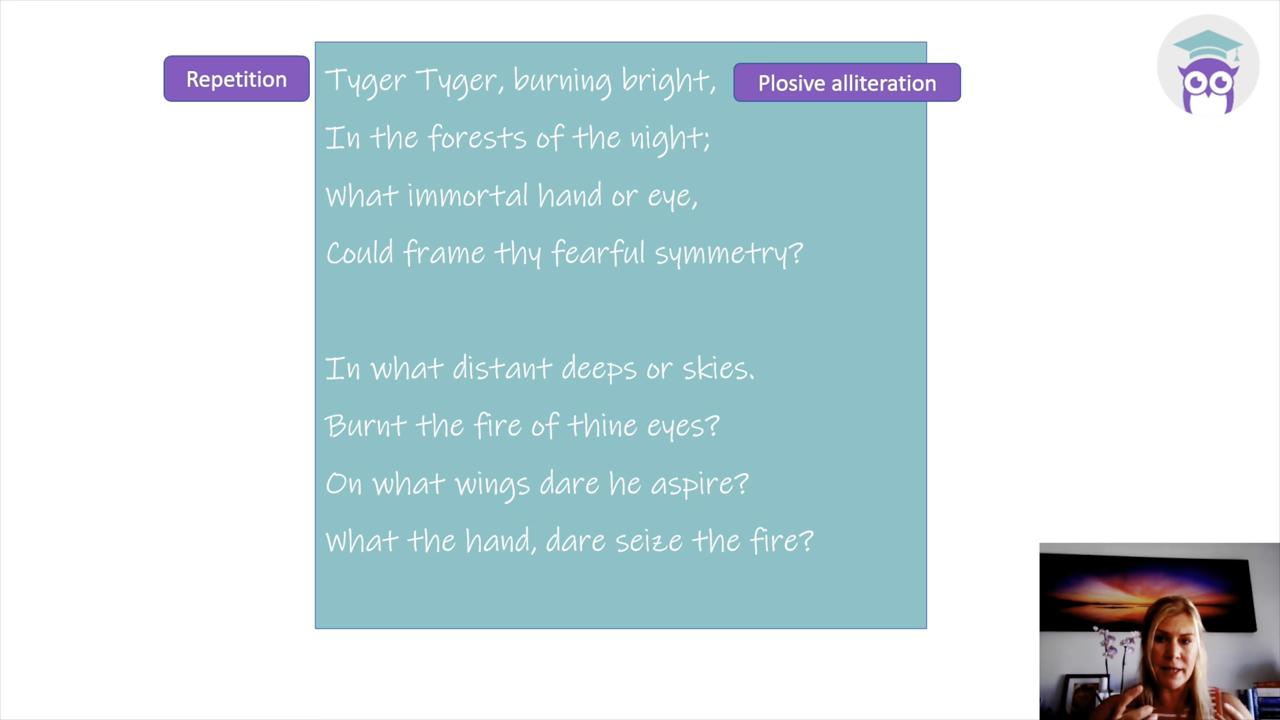 Repetition
Tyger Tyger, burning bright,
Plosive alliteration
In the forests of the night;
What immortal hand or eye,
Could frame thy fearful symmetry?
In what distant deeps or skies.
Burnt the fire of thine eyes?
On what wings dare he aspire?
What the hand, dare seize the fire?